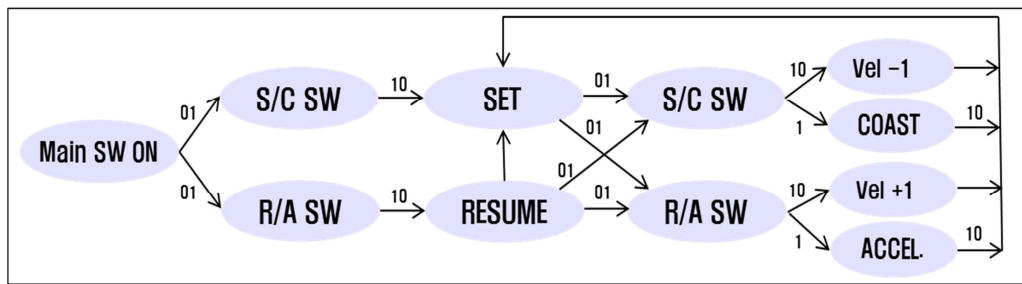 Main SW ON
01
01
S/C SW
R/A SW
10
10
SET
RESUME
01
01
01
01
S/C SW
R/A SW
10
1
10
1
Vel -1
COAST
Vel +1
ACCEL.
10
10